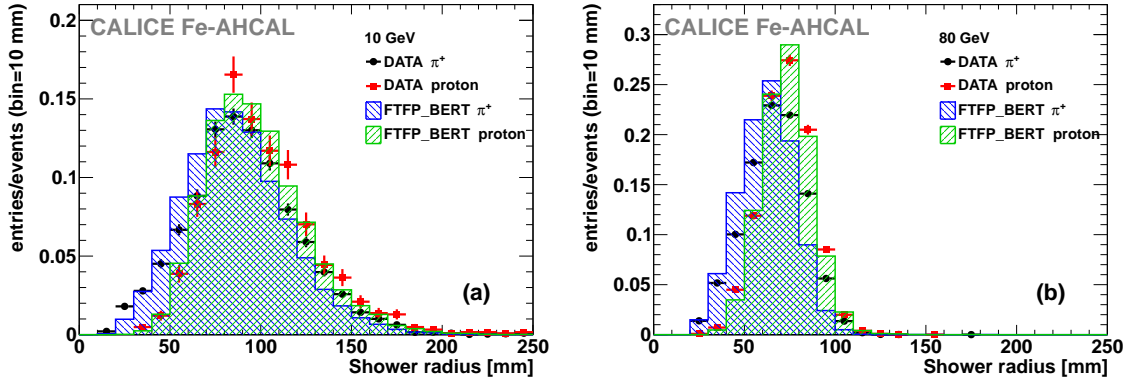 CALICE Fe-AHCAL
10 GeV
DATA π+
DATA proton
FTFP_BERT π+
FTFP_BERT proton
(a)
entries/events (bin=10 mm)
0.2
0.15
0.1
0.05
0
0 50 100 150 200 250
Shower radius [mm]
CALICE Fe-AHCAL
80 GeV
DATA π+
DATA proton
FTFP_BERT π+
FTFP_BERT proton
(b)
entries/events (bin=10 mm)
0.3
0.25
0.2
0.15
0.1
0.05
0
0 50 100 150 200 250
Shower radius [mm]